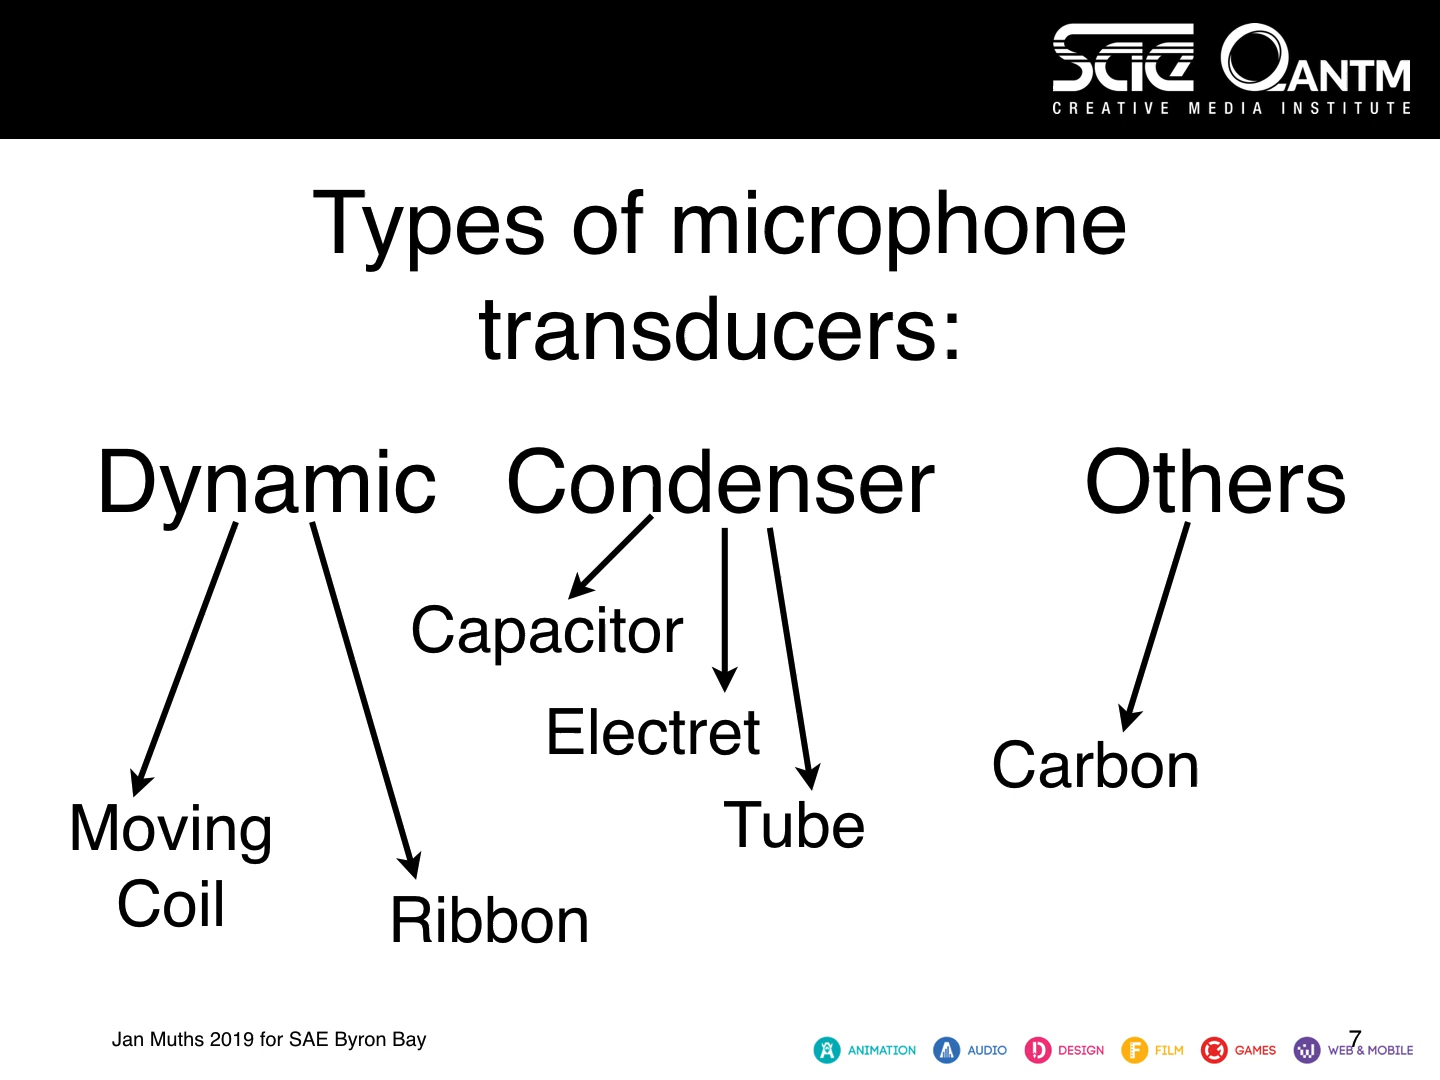 SAE QANTM
CREATIVE MEDIA INSTITUTE
Types of microphone
transducers:
Dynamic Condenser Others
Capacitor
Electret
Carbon
Tube
Moving
Coil
Ribbon
Jan Muths 2019 for SAE Byron Bay
ANIMATION AUDIO DESIGN FILM GAMES WEB & MOBILE
7